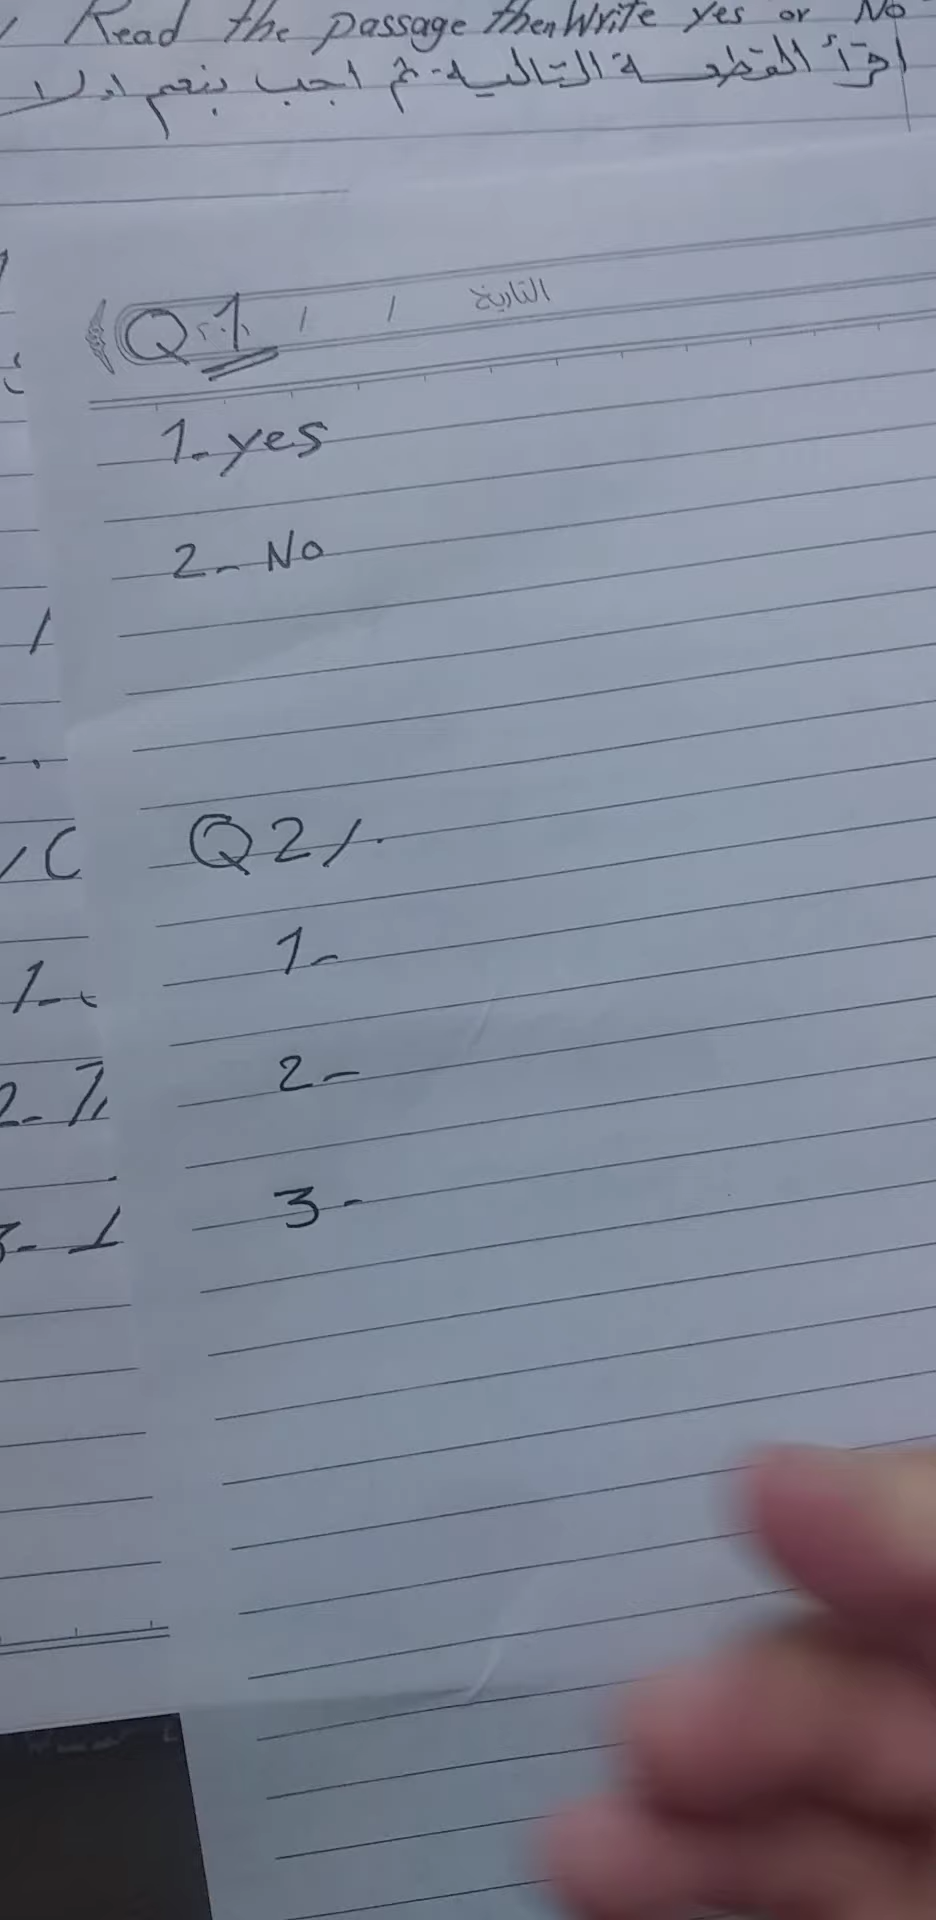 Read the passage then Write yes or No
اقرأ القطعة التالية ثم اجب بنعم او لا
التاريخ / /
Q.1
1- yes
2- No
Q2/.
1-
2-
3-